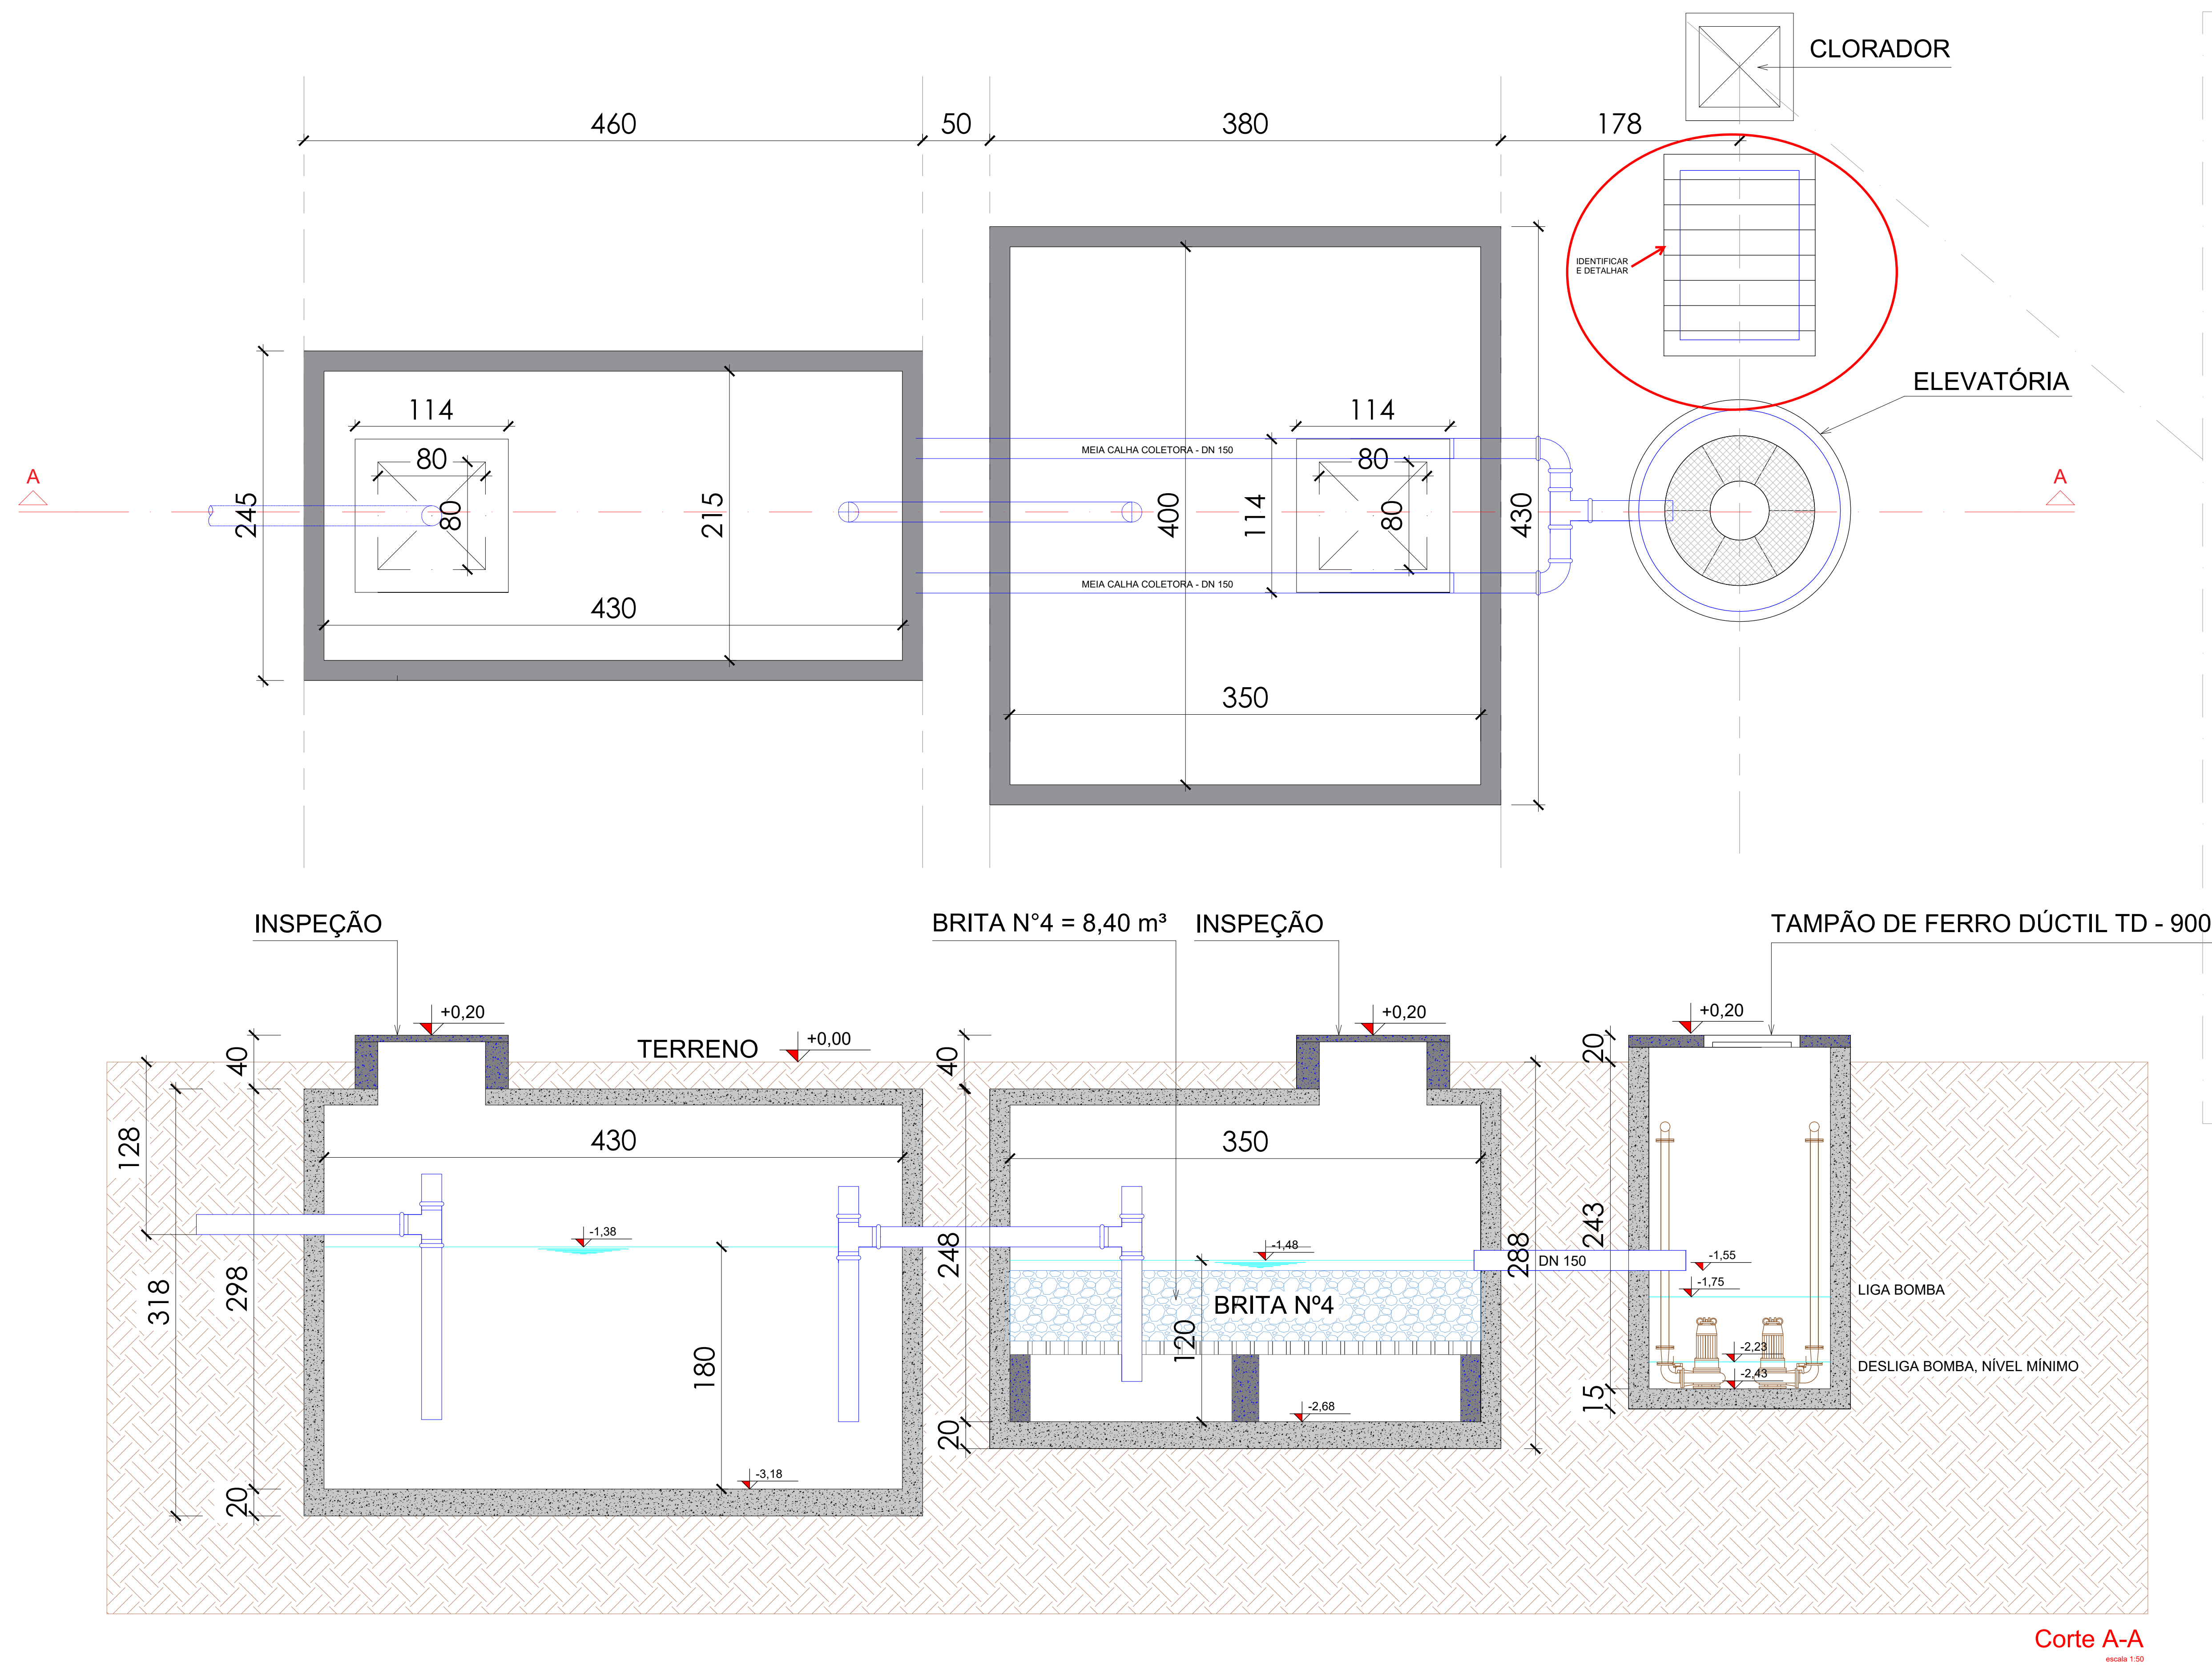 CLORADOR
460
50
380
178
IDENTIFICAR
E DETALHAR
ELEVATÓRIA
114
114
80
80
MEIA CALHA COLETORA - DN 150
A
A
245
80
215
400
114
80
430
MEIA CALHA COLETORA - DN 150
430
350
INSPEÇÃO
BRITA N°4 = 8,40 m³
INSPEÇÃO
TAMPÃO DE FERRO DÚCTIL TD - 900
+0,20
+0,20
+0,20
TERRENO
+0,00
40
40
20
128
430
350
318
298
-1,38
248
-1,48
288
DN 150
243
-1,55
-1,75
LIGA BOMBA
BRITA Nº4
120
180
-2,23
DESLIGA BOMBA, NÍVEL MÍNIMO
-2,43
15
-2,68
20
-3,18
20
Corte A-A
escala 1:50